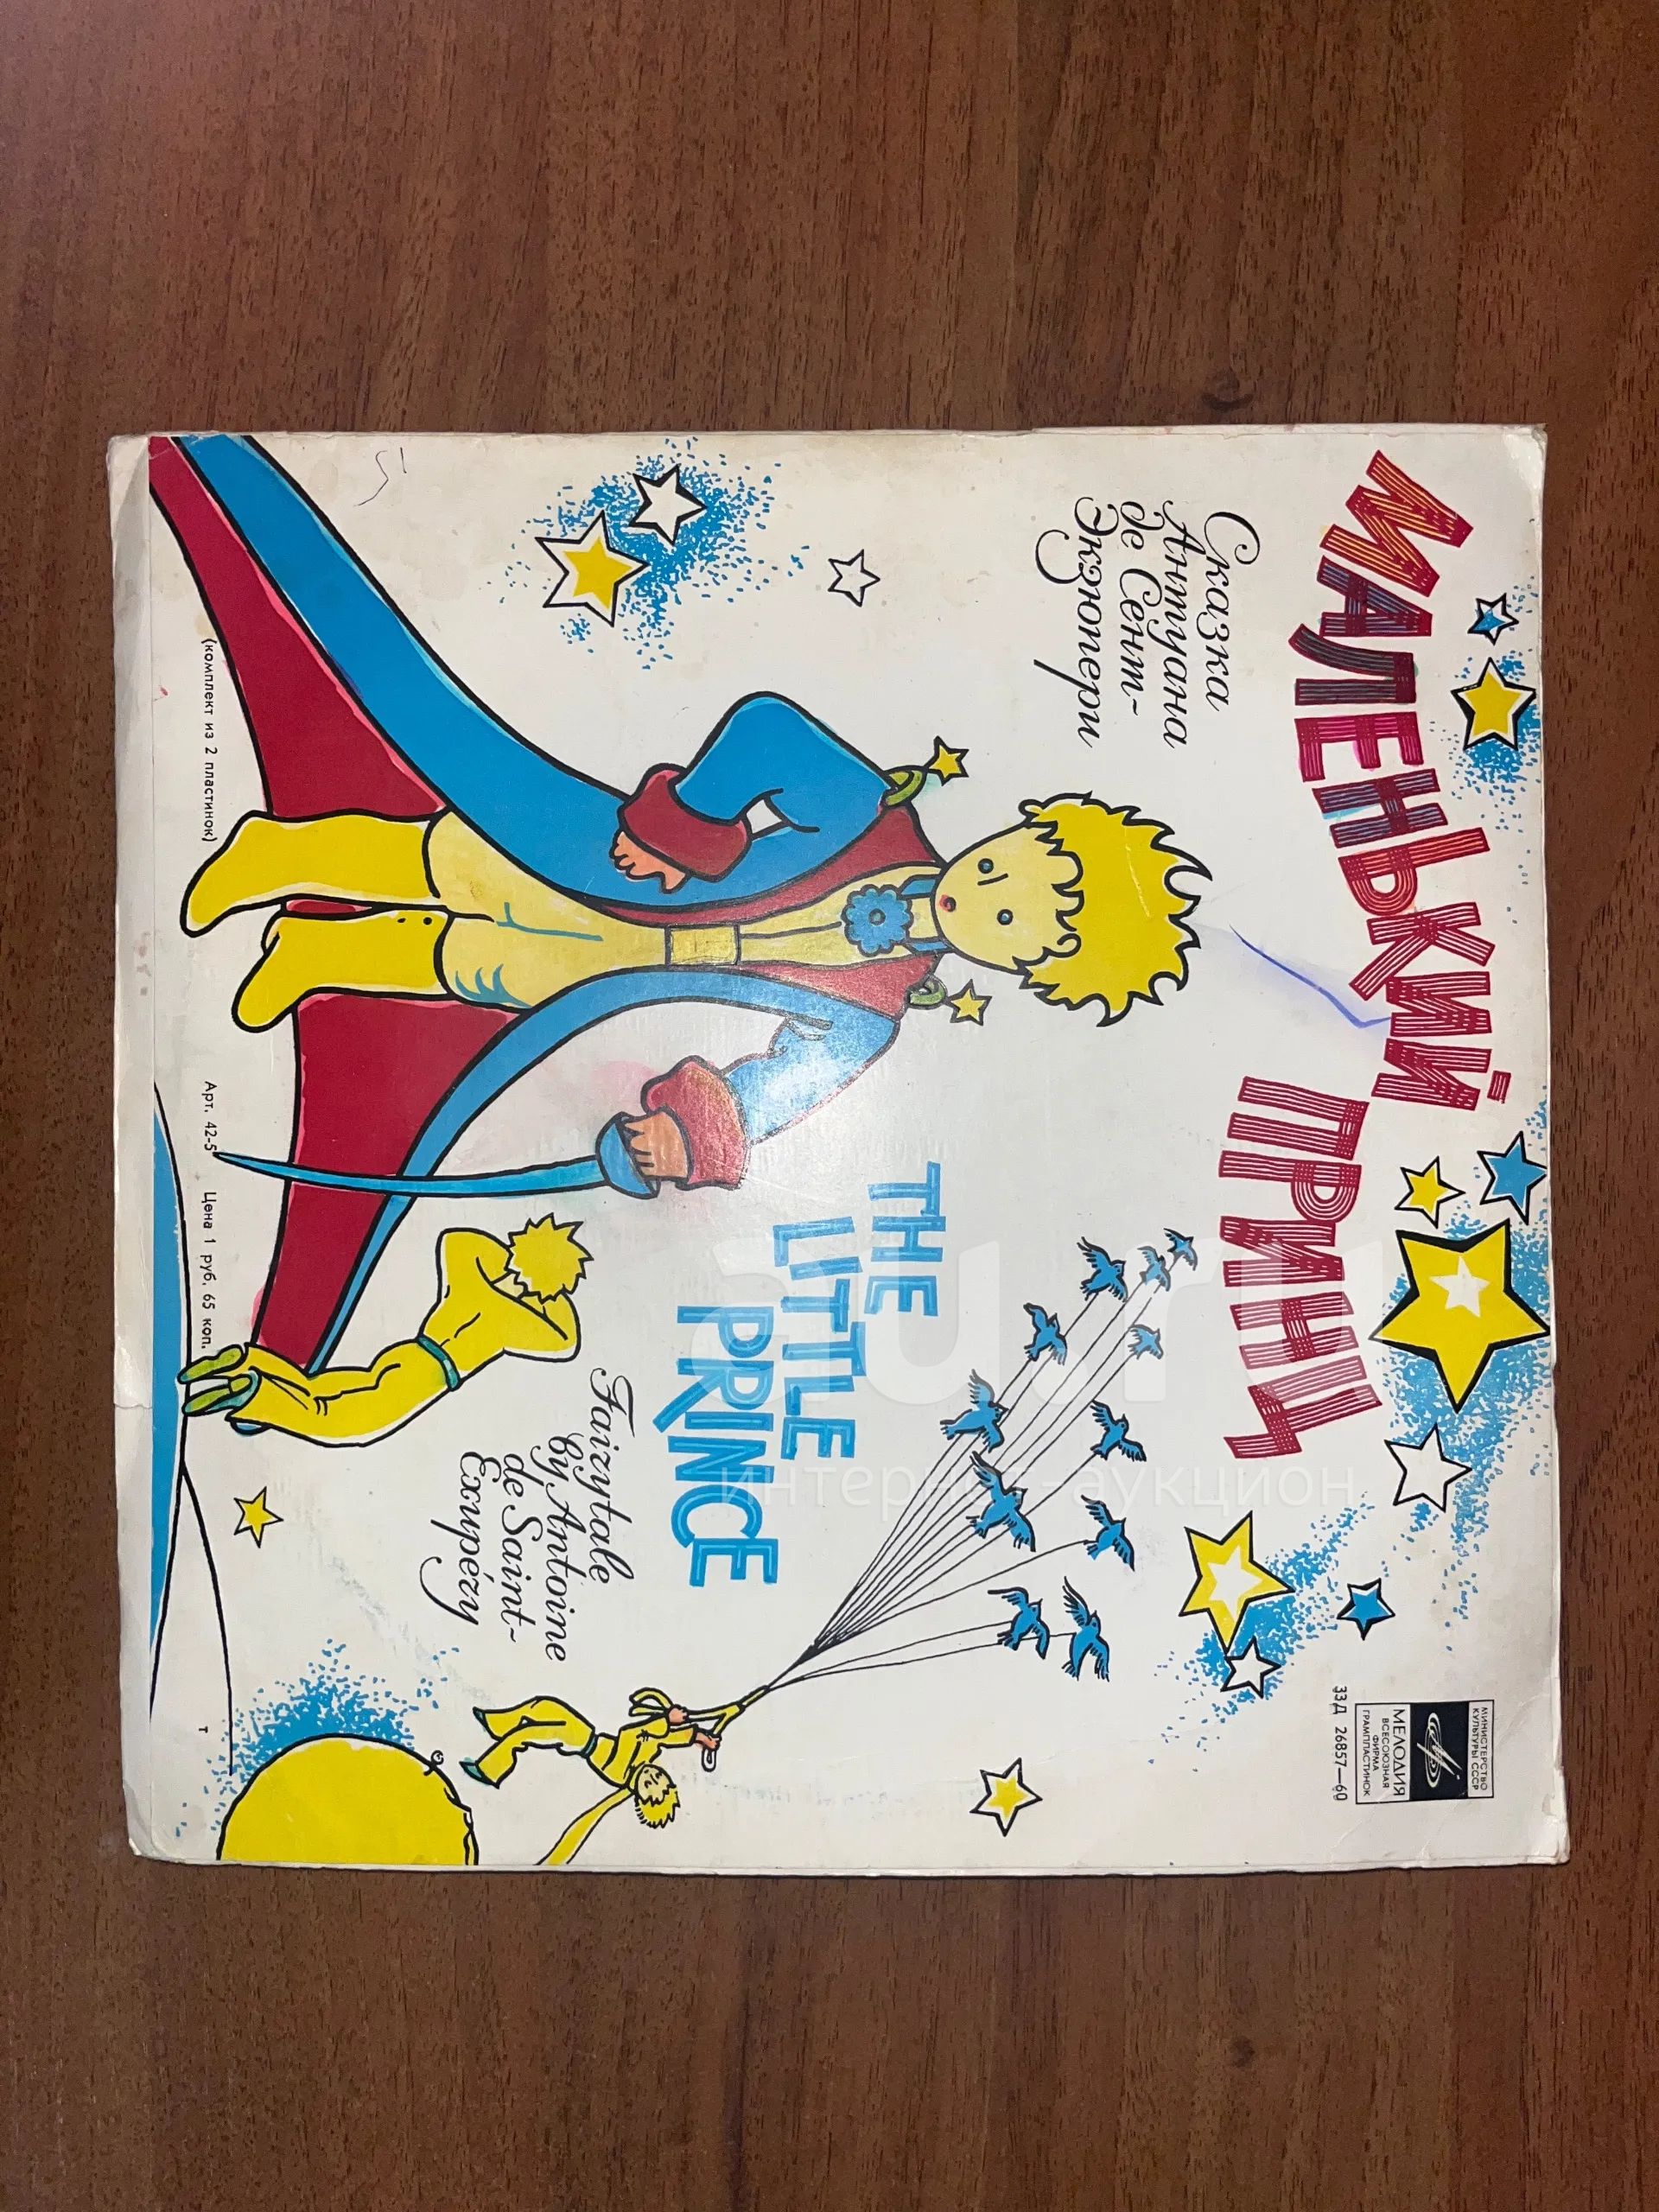 МАЛЕНЬКИЙ ПРИНЦ
МИНИСТЕРСТВО
КУЛЬТУРЫ СССР
МЕЛОДИЯ
ВСЕСОЮЗНАЯ
ФИРМА
ГРАМПЛАСТИНОК
33Д 26857—60
Сказка
Антуана
де Сент-
Экзюпери
THE
LITTLE
PRINCE
Fairytale
by Antoine
de Saint-
Exupéry
(комплект из 2 пластинок)
Арт. 42-5
Цена 1 руб. 65 коп.
Т
au.ru
интернет-аукцион